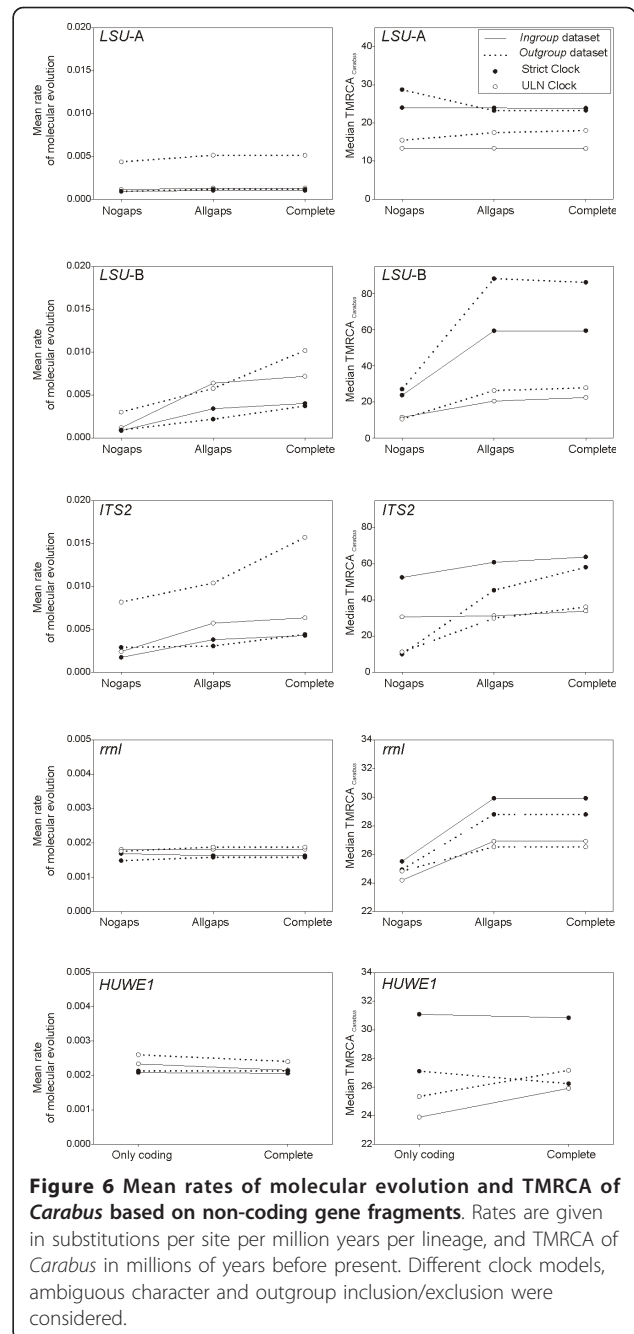 LSU-A
Mean rate
of molecular evolution
0.020
0.015
0.010
0.005
0.000
Nogaps Allgaps Complete
LSU-A
Median TMRCA Carabus
40
30
20
10
0
Nogaps Allgaps Complete
Ingroup dataset
Outgroup dataset
Strict Clock
ULN Clock
LSU-B
Mean rate
of molecular evolution
0.020
0.015
0.010
0.005
0.000
Nogaps Allgaps Complete
LSU-B
Median TMRCA Carabus
80
60
40
20
0
Nogaps Allgaps Complete
ITS2
Mean rate
of molecular evolution
0.020
0.015
0.010
0.005
0.000
Nogaps Allgaps Complete
ITS2
Median TMRCA Carabus
80
60
40
20
0
Nogaps Allgaps Complete
rrnl
Mean rate
of molecular evolution
0.005
0.004
0.003
0.002
0.001
0.000
Nogaps Allgaps Complete
rrnl
Median TMRCA Carabus
34
32
30
28
26
24
22
Nogaps Allgaps Complete
HUWE1
Mean rate
of molecular evolution
0.005
0.004
0.003
0.002
0.001
0.000
Only coding Complete
HUWE1
Median TMRCA Carabus
34
32
30
28
26
24
22
Only coding Complete
Figure 6 Mean rates of molecular evolution and TMRCA of
Carabus based on non-coding gene fragments. Rates are given
in substitutions per site per million years per lineage, and TMRCA of
Carabus in millions of years before present. Different clock models,
ambiguous character and outgroup inclusion/exclusion were
considered.